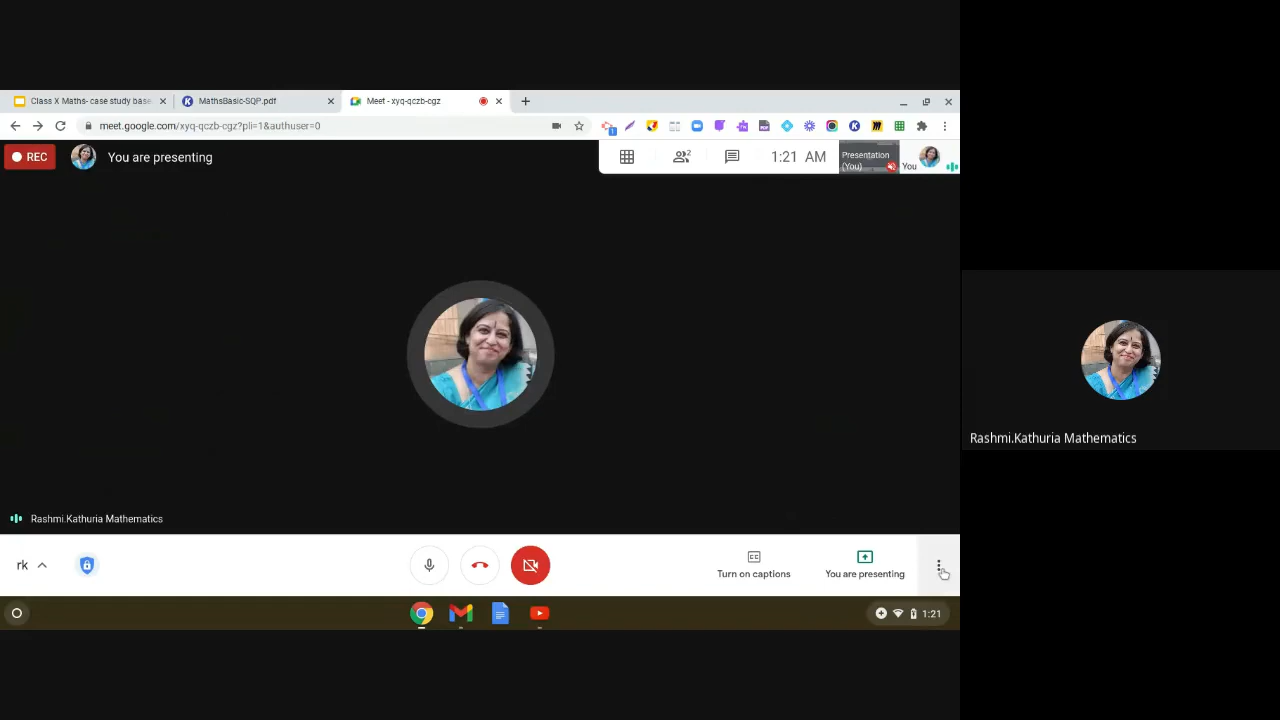 Class X Maths- case study base
MathsBasic-SQP.pdf
Meet - xyq-qczb-cgz
meet.google.com/xyq-qczb-cgz?pli=1&authuser=0
REC
You are presenting
2
1:21 AM
Presentation
(You)
You
Rashmi.Kathuria Mathematics
Rashmi.Kathuria Mathematics
rk
Turn on captions
You are presenting
1:21